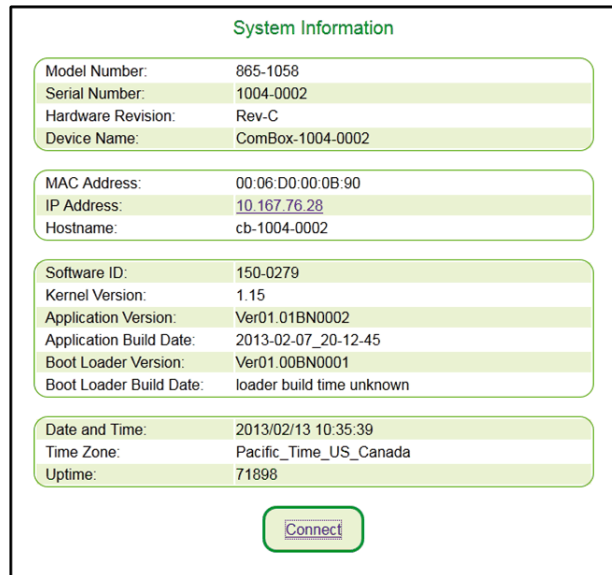 System Information
Model Number: 865-1058
Serial Number: 1004-0002
Hardware Revision: Rev-C
Device Name: ComBox-1004-0002
MAC Address: 00:06:D0:00:0B:90
IP Address: 10.167.76.28
Hostname: cb-1004-0002
Software ID: 150-0279
Kernel Version: 1.15
Application Version: Ver01.01BN0002
Application Build Date: 2013-02-07_20-12-45
Boot Loader Version: Ver01.00BN0001
Boot Loader Build Date: loader build time unknown
Date and Time: 2013/02/13 10:35:39
Time Zone: Pacific_Time_US_Canada
Uptime: 71898
Connect